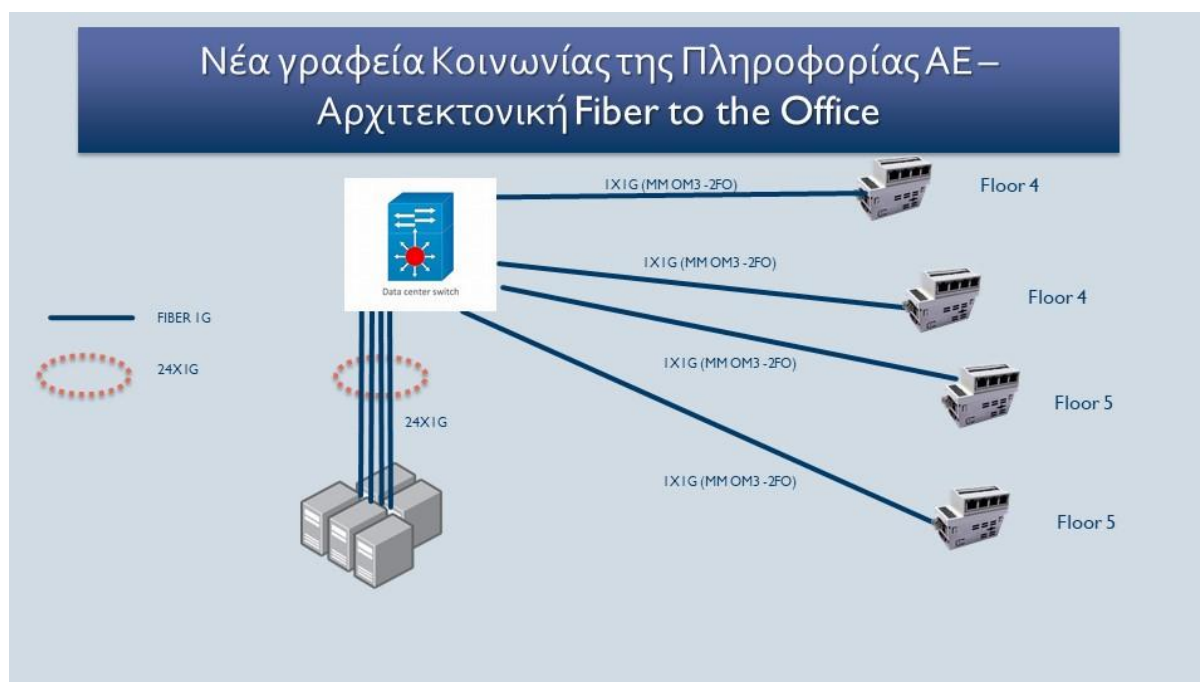 Νέα γραφεία Κοινωνίας της Πληροφορίας ΑΕ –
Αρχιτεκτονική Fiber to the Office
1X1G (MM OM3 -2FO)
Floor 4
Data center switch
1X1G (MM OM3 -2FO)
Floor 4
FIBER 1G
24X1G
1X1G (MM OM3 -2FO)
Floor 5
24X1G
1X1G (MM OM3 -2FO)
Floor 5